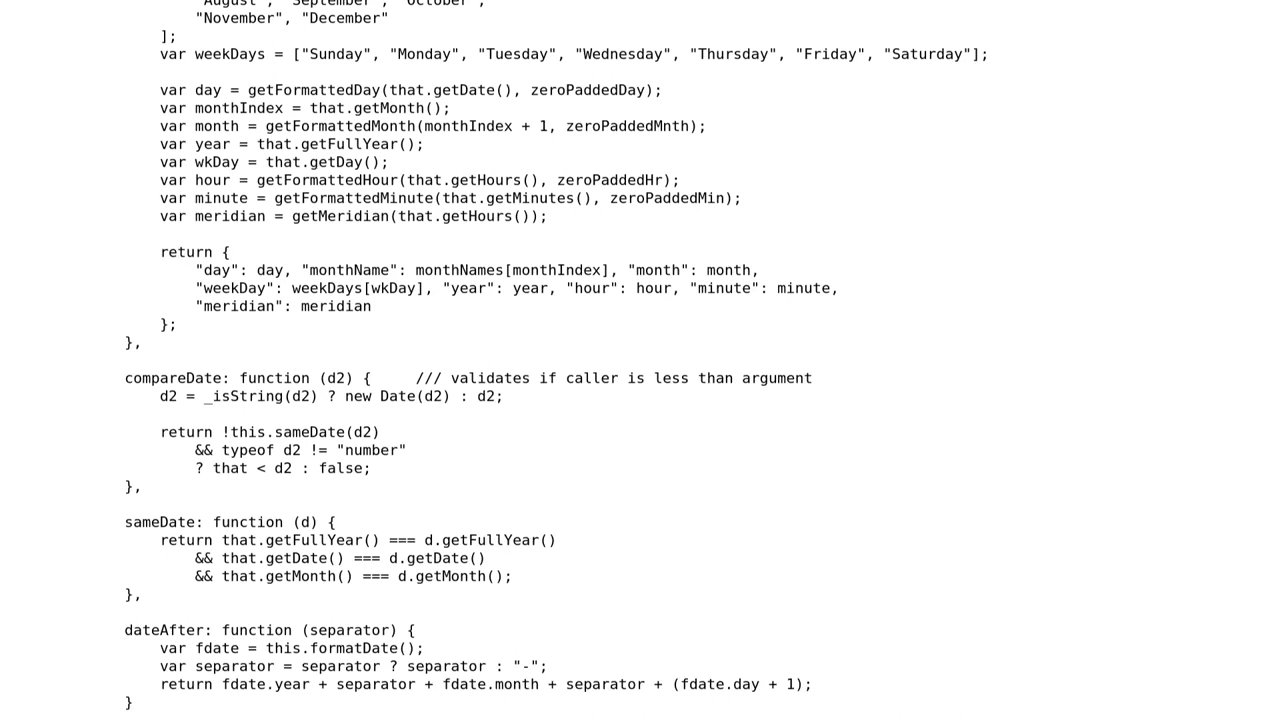 "August", "September", "October",
"November", "December"
];
var weekDays = ["Sunday", "Monday", "Tuesday", "Wednesday", "Thursday", "Friday", "Saturday"];
var day = getFormattedDay(that.getDate(), zeroPaddedDay);
var monthIndex = that.getMonth();
var month = getFormattedMonth(monthIndex + 1, zeroPaddedMnth);
var year = that.getFullYear();
var wkDay = that.getDay();
var hour = getFormattedHour(that.getHours(), zeroPaddedHr);
var minute = getFormattedMinute(that.getMinutes(), zeroPaddedMin);
var meridian = getMeridian(that.getHours());
return {
"day": day, "monthName": monthNames[monthIndex], "month": month,
"weekDay": weekDays[wkDay], "year": year, "hour": hour, "minute": minute,
"meridian": meridian
};
},
compareDate: function (d2) {     /// validates if caller is less than argument
d2 = _isString(d2) ? new Date(d2) : d2;
return !this.sameDate(d2)
&& typeof d2 != "number"
? that < d2 : false;
},
sameDate: function (d) {
return that.getFullYear() === d.getFullYear()
&& that.getDate() === d.getDate()
&& that.getMonth() === d.getMonth();
},
dateAfter: function (separator) {
var fdate = this.formatDate();
var separator = separator ? separator : "-";
return fdate.year + separator + fdate.month + separator + (fdate.day + 1);
}